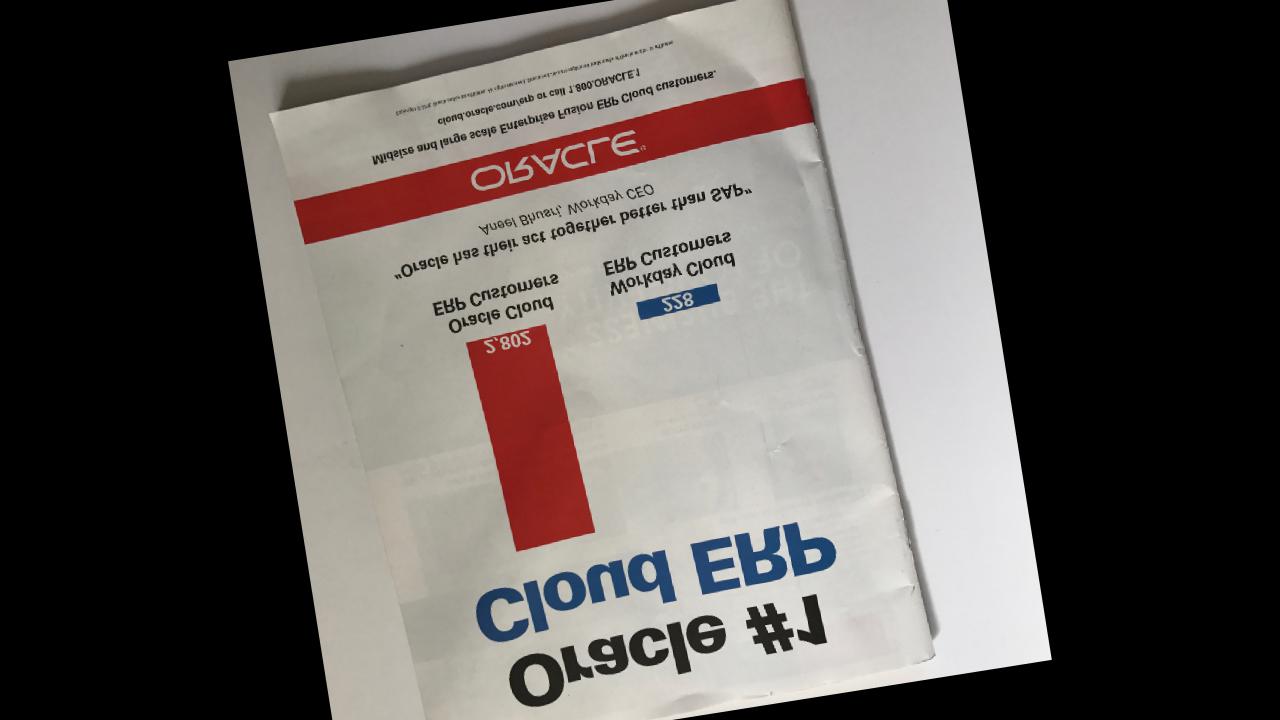 Oracle #1
Cloud ERP
2,802
228
Oracle Cloud
ERP Customers
Workday Cloud
ERP Customers
"Oracle has their act together better than SAP"
Aneel Bhusri, Workday CEO
ORACLE
Midsize and large scale Enterprise Fusion ERP Cloud customers.
cloud.oracle.com/erp or call 1.800.ORACLE.1